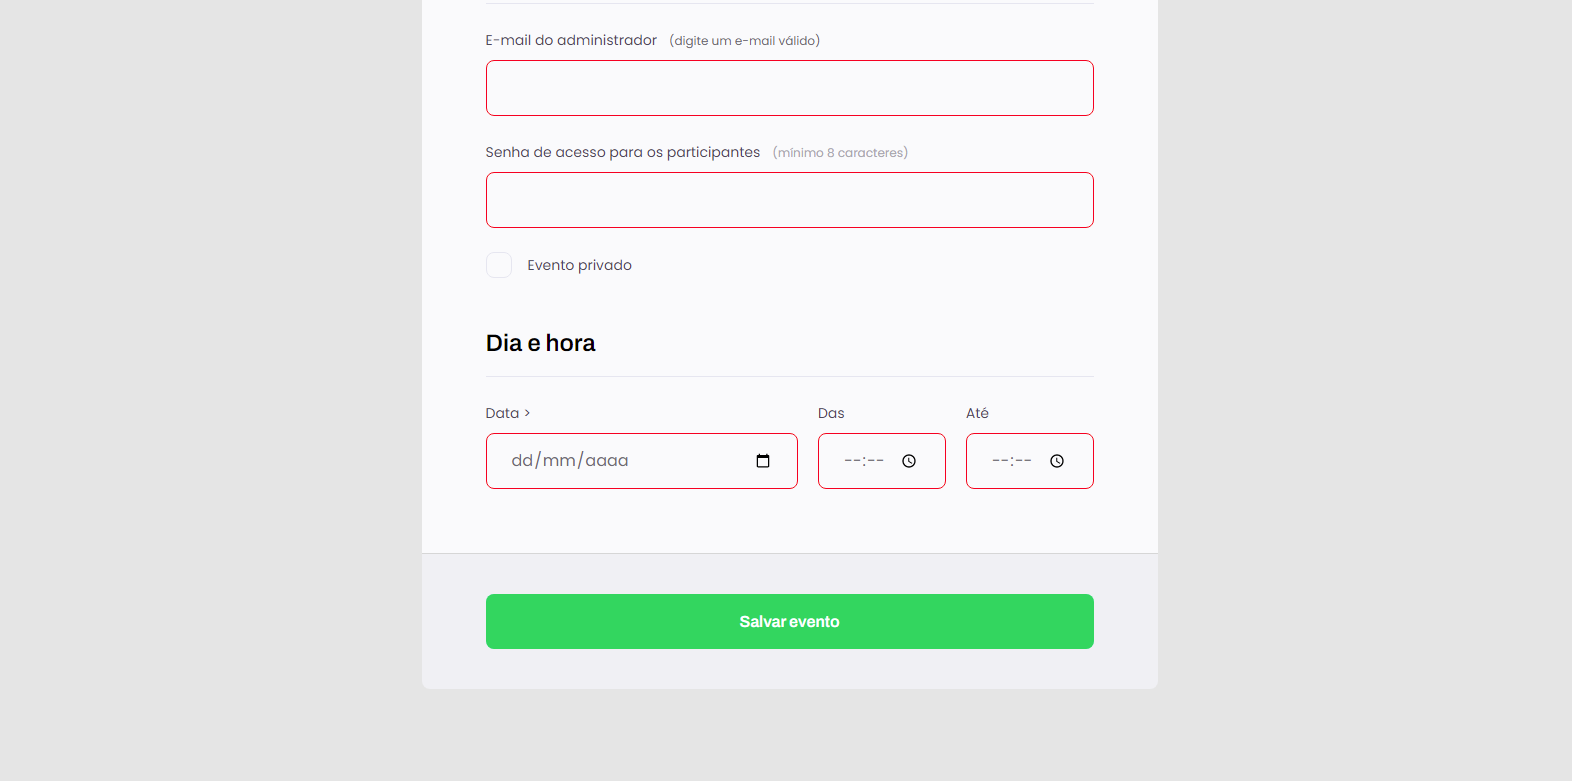 E-mail do administrador (digite um e-mail válido)
Senha de acesso para os participantes (mínimo 8 caracteres)
Evento privado
Dia e hora
Data > Das Até
dd/mm/aaaa --:-- --:--
Salvar evento